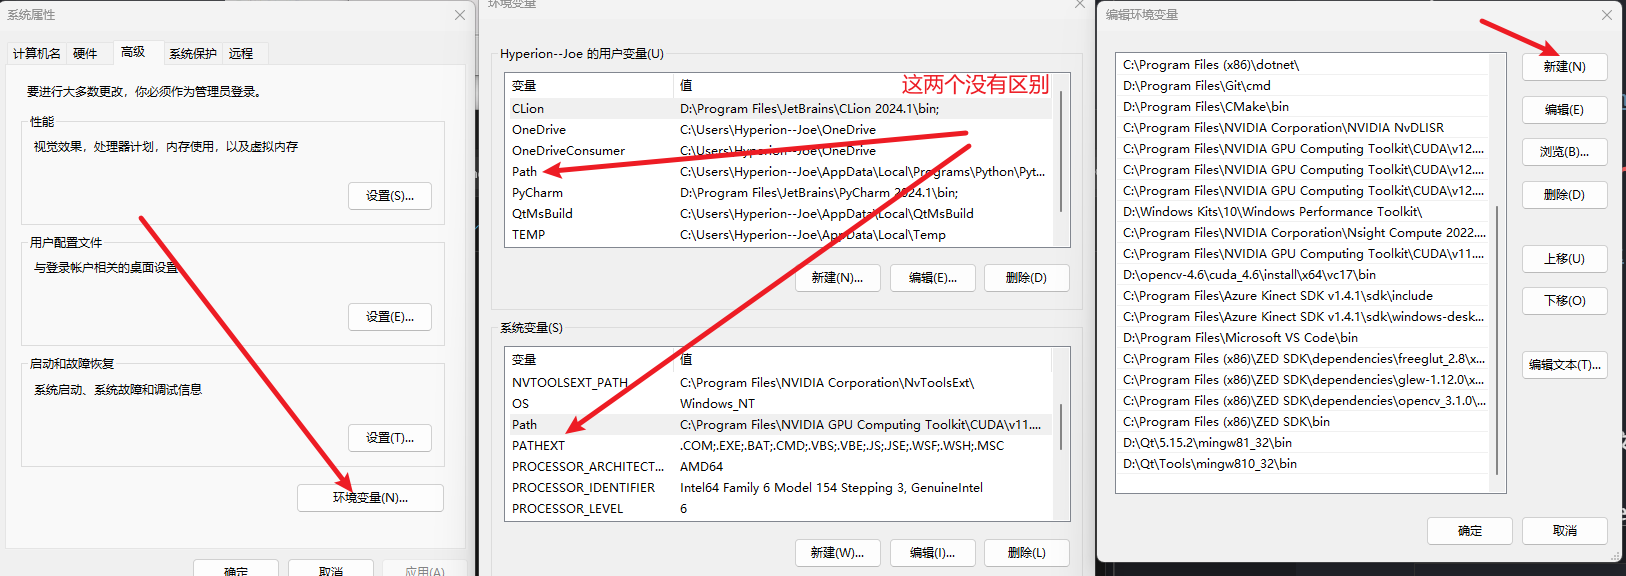 系统属性
计算机名
硬件
高级
系统保护
远程
要进行大多数更改，你必须作为管理员登录。
性能
视觉效果，处理器计划，内存使用，以及虚拟内存
设置(S)...
用户配置文件
与登录帐户相关的桌面设置
设置(E)...
启动和故障恢复
系统启动、系统故障和调试信息
设置(T)...
环境变量(N)...
确定
取消
应用(A)
环境变量
Hyperion--Joe 的用户变量(U)
变量
值
这两个没有区别
CLion
D:\Program Files\JetBrains\CLion 2024.1\bin;
OneDrive
C:\Users\Hyperion--Joe\OneDrive
OneDriveConsumer
C:\Users\Hyperion--Joe\OneDrive
Path
C:\Users\Hyperion--Joe\AppData\Local\Programs\Python\Pyt...
PyCharm
D:\Program Files\JetBrains\PyCharm 2024.1\bin;
QtMsBuild
C:\Users\Hyperion--Joe\AppData\Local\QtMsBuild
TEMP
C:\Users\Hyperion--Joe\AppData\Local\Temp
新建(N)...
编辑(E)...
删除(D)
系统变量(S)
变量
值
NVTOOLSEXT_PATH
C:\Program Files\NVIDIA Corporation\NvToolsExt\
OS
Windows_NT
Path
C:\Program Files\NVIDIA GPU Computing Toolkit\CUDA\v11....
PATHEXT
.COM;.EXE;.BAT;.CMD;.VBS;.VBE;.JS;.JSE;.WSF;.WSH;.MSC
PROCESSOR_ARCHITECT...
AMD64
PROCESSOR_IDENTIFIER
Intel64 Family 6 Model 154 Stepping 3, GenuineIntel
PROCESSOR_LEVEL
6
新建(W)...
编辑(I)...
删除(L)
编辑环境变量
C:\Program Files (x86)\dotnet\
D:\Program Files\Git\cmd
D:\Program Files\CMake\bin
C:\Program Files\NVIDIA Corporation\NVIDIA NvDLISR
C:\Program Files\NVIDIA GPU Computing Toolkit\CUDA\v12....
C:\Program Files\NVIDIA GPU Computing Toolkit\CUDA\v12....
C:\Program Files\NVIDIA GPU Computing Toolkit\CUDA\v12....
D:\Windows Kits\10\Windows Performance Toolkit\
C:\Program Files\NVIDIA Corporation\Nsight Compute 2022....
C:\Program Files\NVIDIA GPU Computing Toolkit\CUDA\v11....
D:\opencv-4.6\cuda_4.6\install\x64\vc17\bin
C:\Program Files\Azure Kinect SDK v1.4.1\sdk\include
C:\Program Files\Azure Kinect SDK v1.4.1\sdk\windows-desk...
D:\Program Files\Microsoft VS Code\bin
C:\Program Files (x86)\ZED SDK\dependencies\freeglut_2.8\x...
C:\Program Files (x86)\ZED SDK\dependencies\glew-1.12.0\x...
C:\Program Files (x86)\ZED SDK\dependencies\opencv_3.1.0\...
C:\Program Files (x86)\ZED SDK\bin
D:\Qt\5.15.2\mingw81_32\bin
D:\Qt\Tools\mingw810_32\bin
新建(N)
编辑(E)
浏览(B)...
删除(D)
上移(U)
下移(O)
编辑文本(T)...
确定
取消